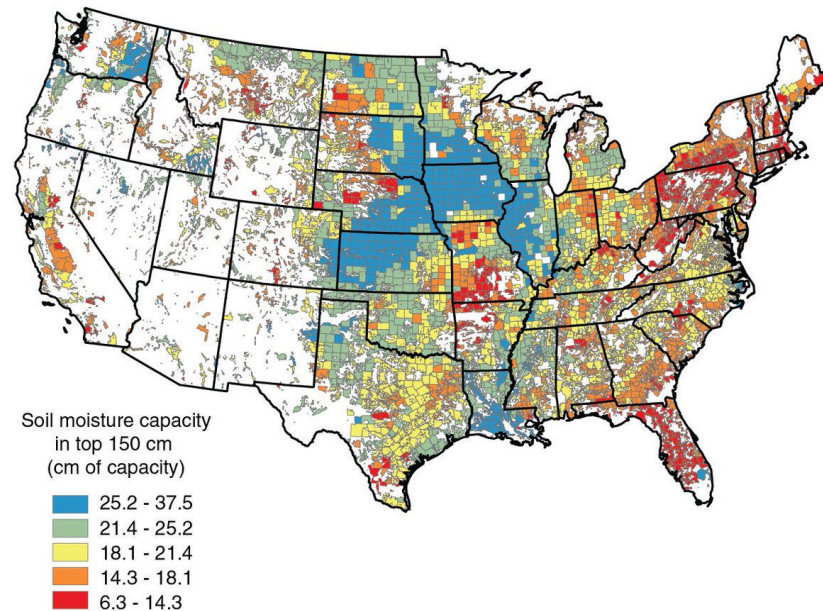 Soil moisture capacity
in top 150 cm
(cm of capacity)
25.2 - 37.5
21.4 - 25.2
18.1 - 21.4
14.3 - 18.1
6.3 - 14.3